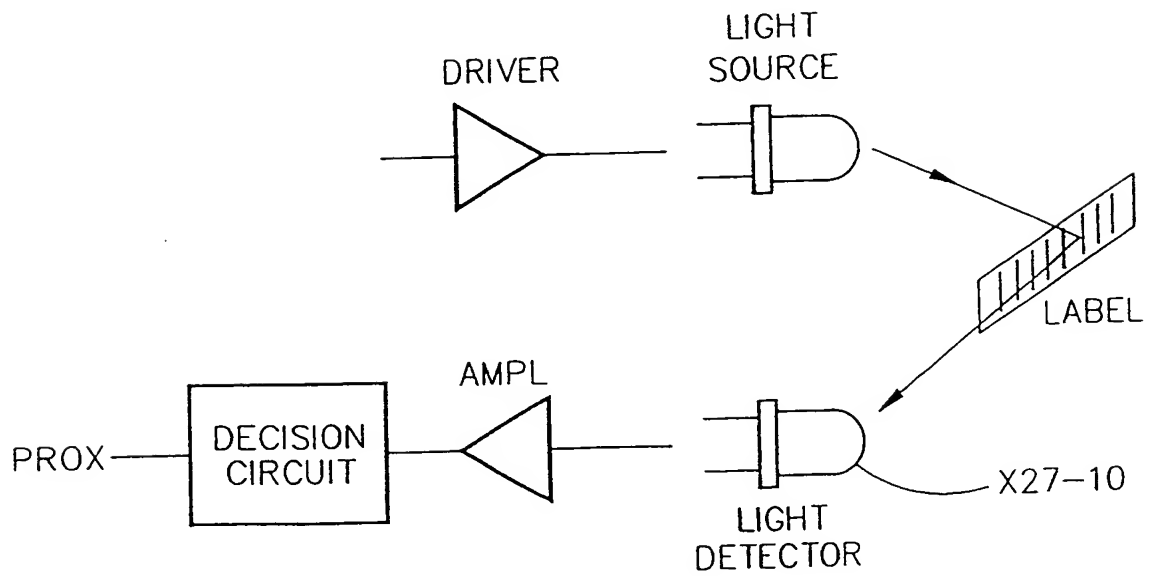 LIGHT
SOURCE
DRIVER
LABEL
AMPL
DECISION
CIRCUIT
PROX
X27-10
LIGHT
DETECTOR